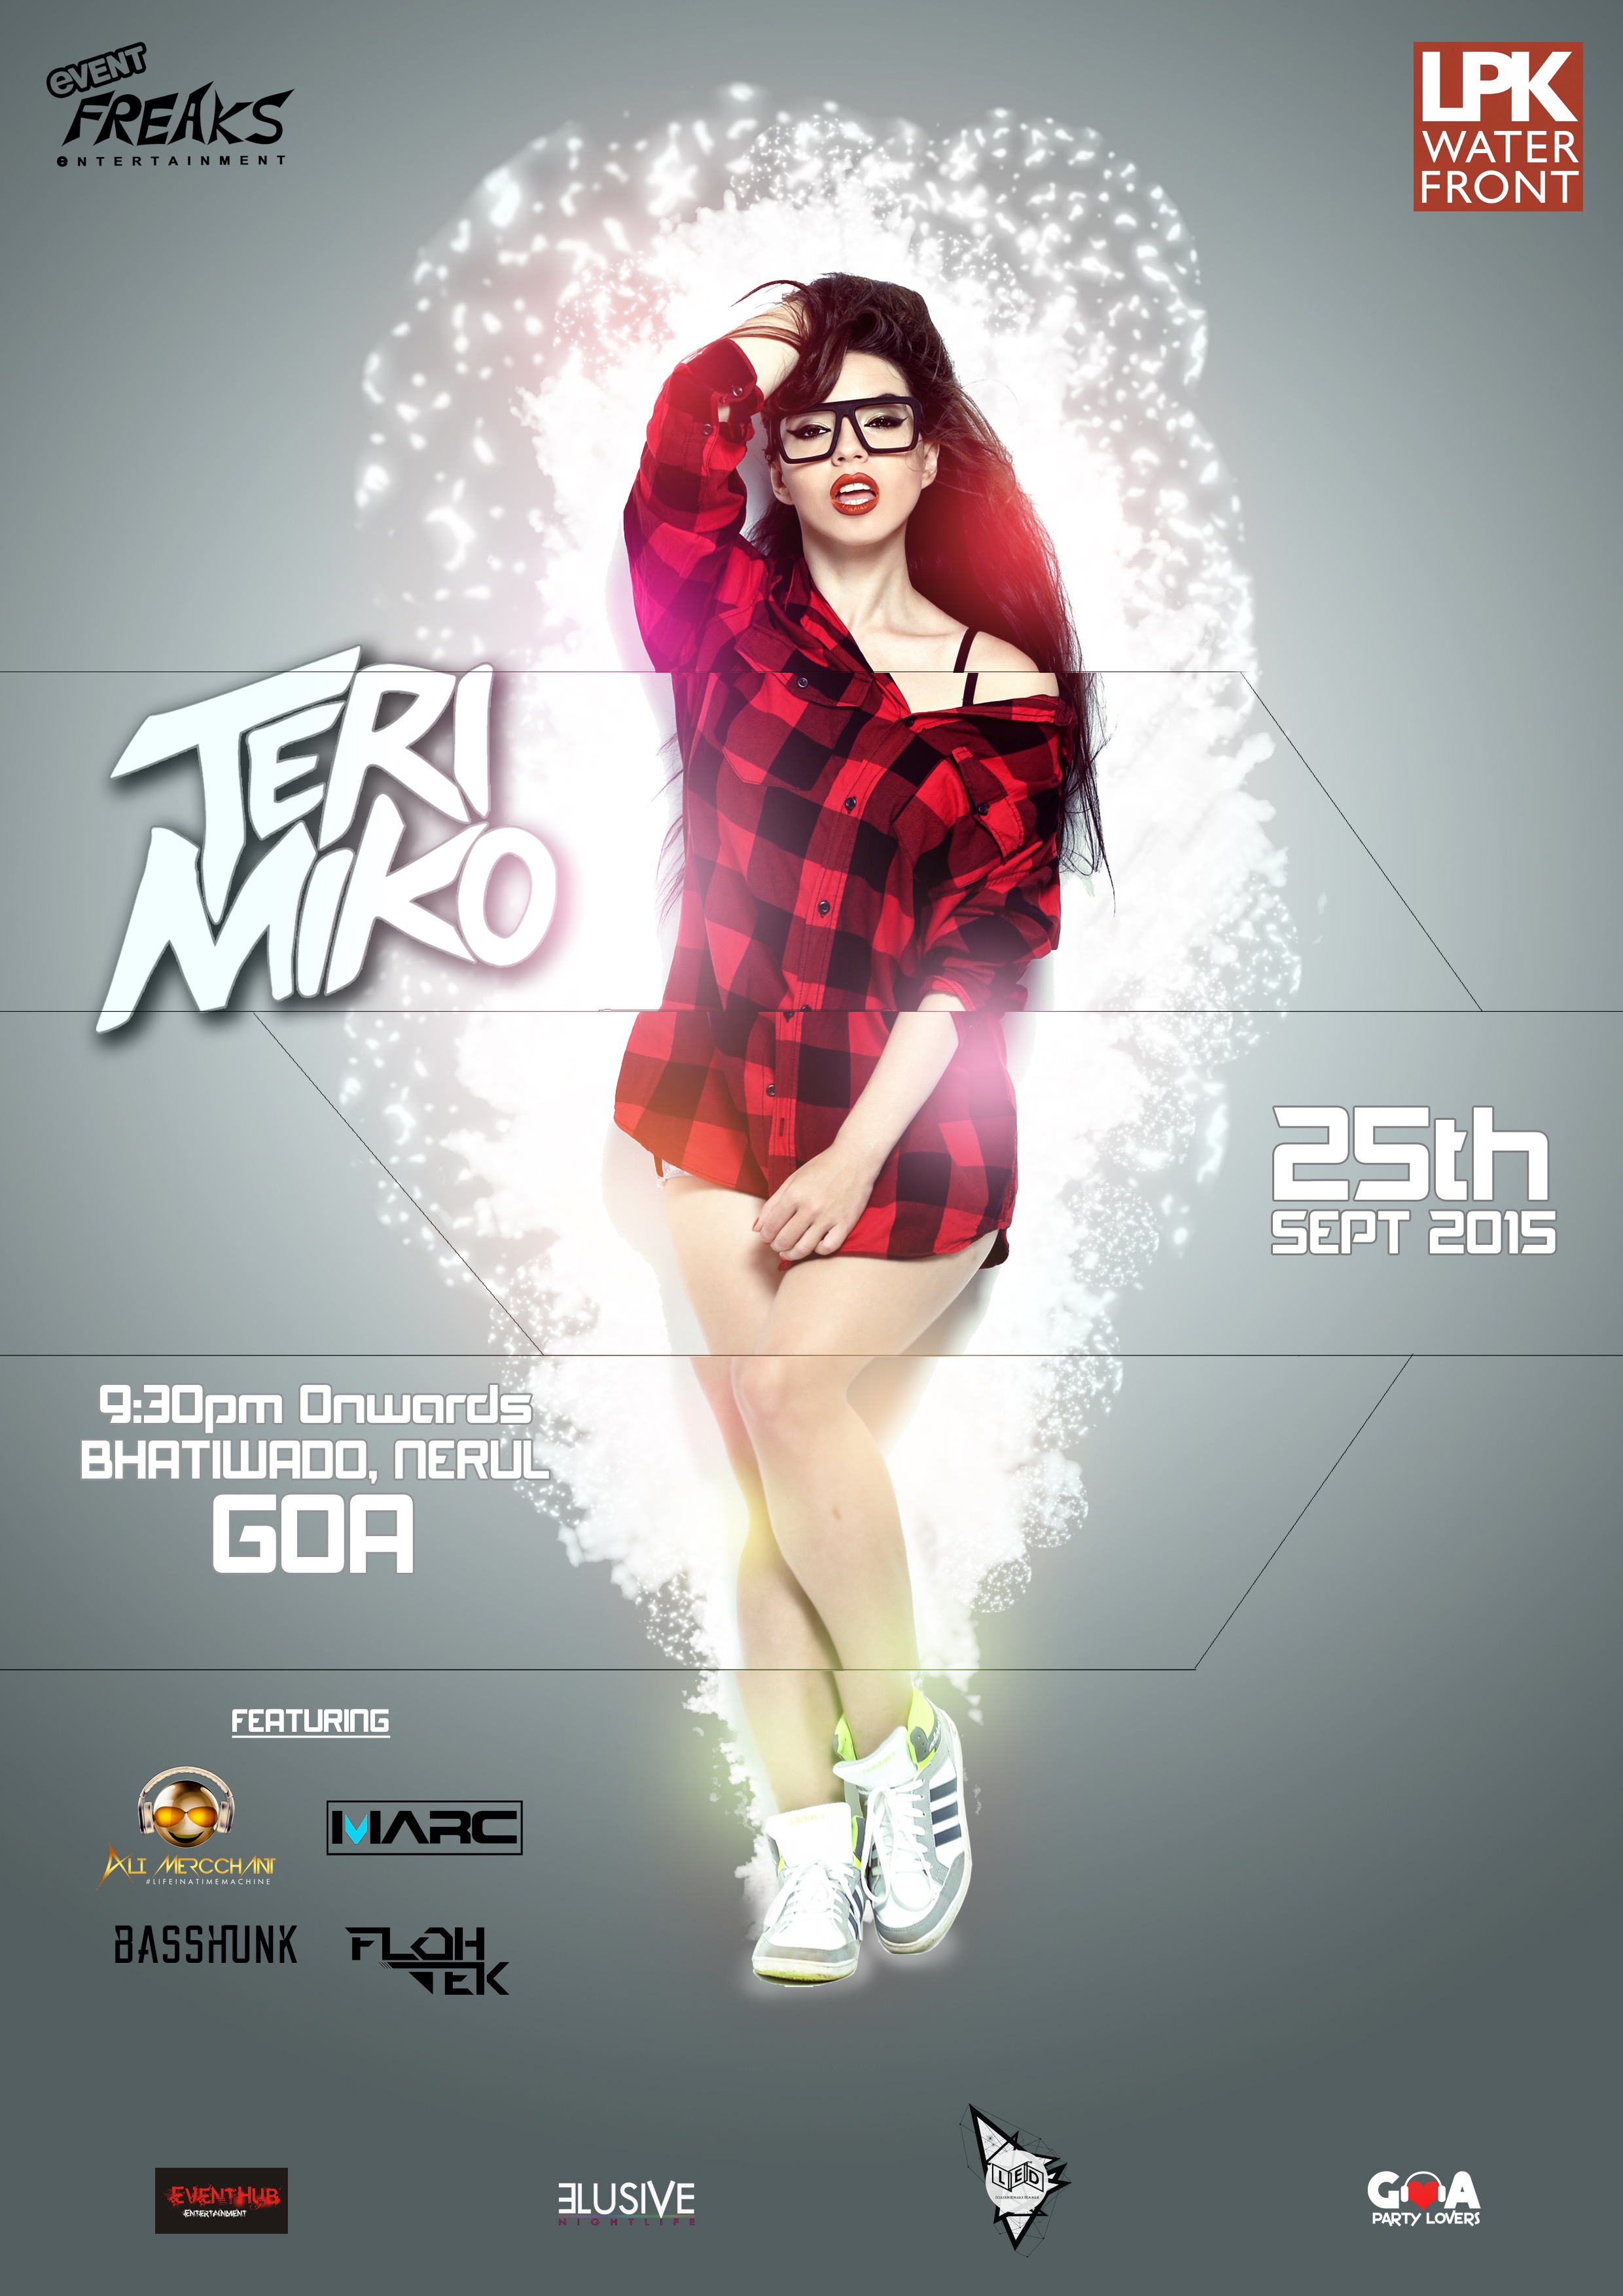 eVENT
FREAKS
eNTERTAINMENT
LPK
WATER
FRONT
TERI
MIKO
25th
SEPT 2015
9:30pm Onwards
BHATIWADO, NERUL
GOA
FEATURING
ALI MERCCHANT
#LIFEINATIMEMACHINE
MARC
BASSHUNK
FLOH
TEK
EVENTHUB
ENTERTAINMENT
ELUSIVE
NIGHTLIFE
LED
GOA
PARTY LOVERS